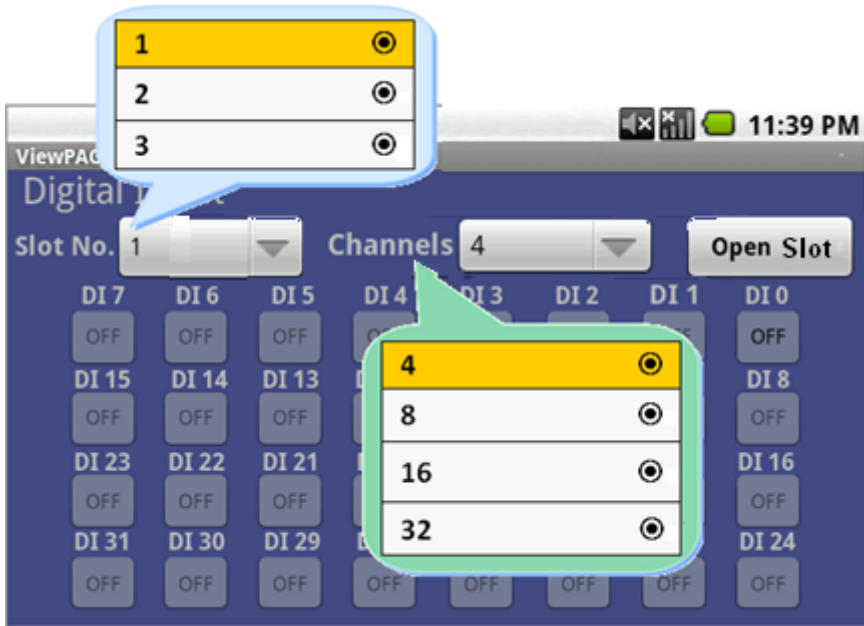 1
2
3
11:39 PM
ViewPAC
Digital
Slot No. 1 Channels 4 Open Slot
DI 7 DI 6 DI 5 DI 4 DI 3 DI 2 DI 1 DI 0
OFF OFF OFF OFF
4
8
16
32
DI 15 DI 14 DI 13 DI 8
OFF OFF OFF OFF
DI 23 DI 22 DI 21 DI 16
OFF OFF OFF OFF
DI 31 DI 30 DI 29 DI 24
OFF OFF OFF OFF OFF OFF OFF OFF